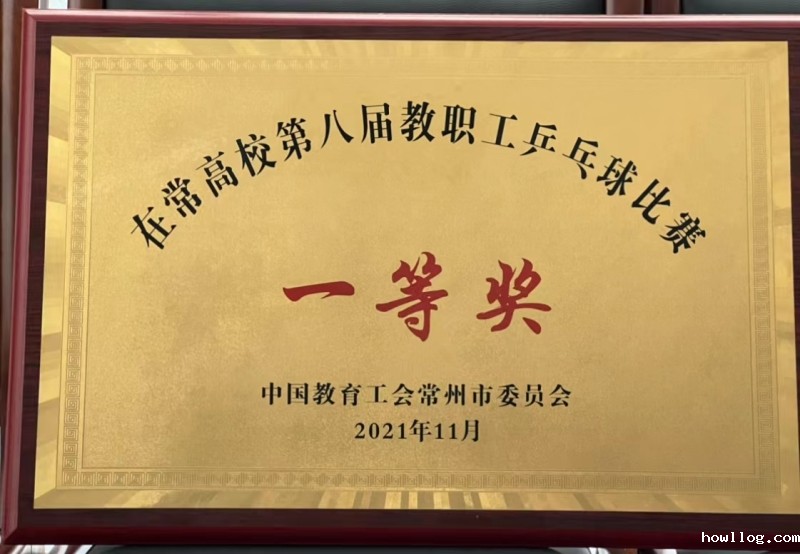 在常高校第八届教职工乒乓球比赛
一等奖
中国教育工会常州市委员会
2021年11月
howllog.com